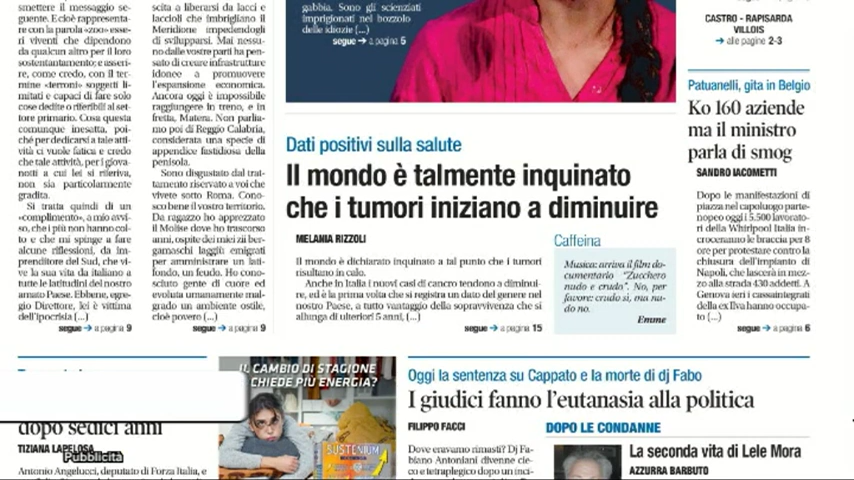 smettere il messaggio se-
guente. E cioè rappresenta-
re con la parola «zoo» esse-
ri viventi che dipendono
da qualcun altro per il loro
sostentamento; e asserire,
come credo, con il termi-
ne «terroni» soggetti li-
mitati e capaci di fare solo
cose dedite o riferibili al set-
tore primario. Cosa questa
comunque inesatta, poi-
ché per dedicarsi a tale atti-
vità ci vuole fatica e credo
che tale attività, per i giova-
notti a cui lei si riferiva,
non sia particolarmente
gradita.
Si tratta quindi di un
«complimento», a mio avvi-
so, che i più non hanno col-
to e che mi spinge a fare
alcune riflessioni, da im-
prenditore del Sud, che vi-
ve la sua vita da italiano a
tutte le latitudini del nostro
amato Paese. Ebbene, egre-
gio Direttore, lei è vittima
dell'ipocrisia (...)
segue ➔ a pagina 9
scita a liberarsi da lacci e
lacciuoli che imbrigliano il
Meridione impedendogli
di svilupparsi. Mai nessu-
no dalle vostre parti ha pen-
sato di creare infrastrutture
idonee a promuovere
l'espansione economica.
Ancora oggi è impossibile
raggiungere in treno, e in
fretta, Matera. Non parlia-
mo poi di Reggio Calabria,
considerata una specie di
appendice fastidiosa della
penisola.
Sono disgustato dal trat-
tamento riservato a voi che
vivete sotto Roma. Cono-
sco bene il vostro territorio.
Da ragazzo ho apprezzato
il Molise dove ho trascorso
anni, ospite dei miei zii ber-
gamaschi laggiù emigrati
per amministrare un lati-
fondo, un feudo. Ho cono-
sciuto gente di cuore ed
evoluta umanamente mal-
grado un ambiente ostile,
cioè povero (...)
segue ➔ a pagina 9
gabbia. Sono gli scienziati
imprigionati nel bozzolo
delle idiozie (...)
segue ➔ a pagina 5
CASTRO - RAPISARDA
VILLOIS
➔ alle pagine 2-3
Dati positivi sulla salute
Il mondo è talmente inquinato
che i tumori iniziano a diminuire
MELANIA RIZZOLI
Il mondo è dichiarato inquinato a tal punto che i tumori
risultano in calo.
Anche in Italia i nuovi casi di cancro tendono a diminui-
re, ed è la prima volta che si registra un dato del genere nel
nostro Paese, a tutto vantaggio della sopravvivenza che si
allunga di ulteriori 5 anni, (...)
segue ➔ a pagina 15
Caffeina
Musica: arriva il film do-
cumentario "Zucchero
nudo e crudo". No, per
favore: crudo sì, ma nu-
do no.
Emme
Patuanelli, gita in Belgio
Ko 160 aziende
ma il ministro
parla di smog
SANDRO IACOMETTI
Dopo le manifestazioni di
piazza nel capoluogo parte-
nopeo oggi i 5.500 lavorato-
ri della Whirlpool Italia in-
croceranno le braccia per 8
ore per protestare contro la
chiusura dell'impianto di
Napoli, che lascerà in mez-
zo alla strada 430 addetti. A
Genova ieri i cassaintegrati
della ex Ilva hanno occupa-
to (...)
segue ➔ a pagina 6
dopo sedici anni
TIZIANA LAPELOSA
Pubblicità
Antonio Angelucci, deputato di Forza Italia, e
IL CAMBIO DI STAGIONE
CHIEDE PIÙ ENERGIA?
SUSTENIUM
Oggi la sentenza su Cappato e la morte di dj Fabo
I giudici fanno l'eutanasia alla politica
FILIPPO FACCI
Dove eravamo rimasti? Dj Fa-
biano Antoniani divenne cie-
co e tetraplegico dopo un inci-
DOPO LE CONDANNE
La seconda vita di Lele Mora
AZZURRA BARBUTO